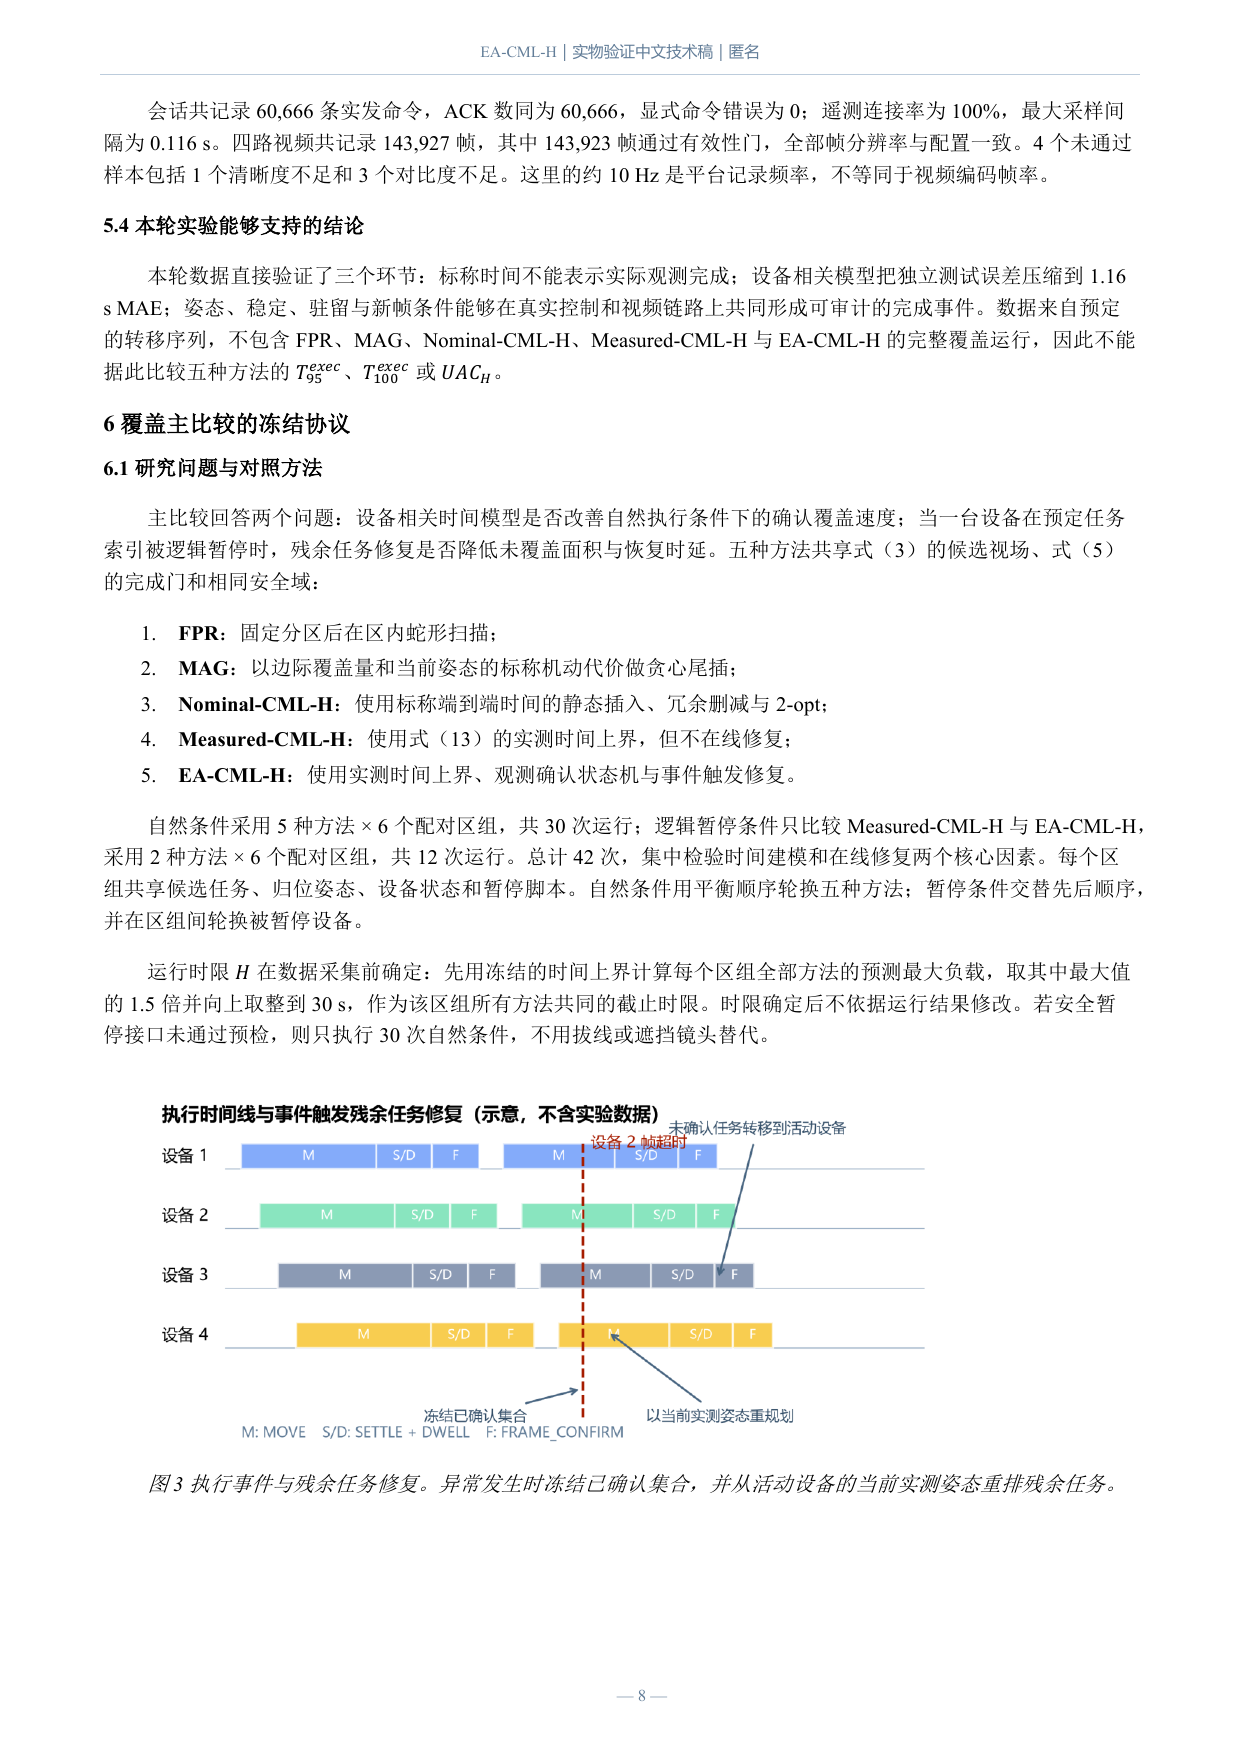 EA-CML-H | 实物验证中文技术稿 | 匿名
会话共记录 60,666 条实发命令，ACK 数同为 60,666，显式命令错误为 0；遥测连接率为 100%，最大采样间
隔为 0.116 s。四路视频共记录 143,927 帧，其中 143,923 帧通过有效性门，全部帧分辨率与配置一致。4 个未通过
样本包括 1 个清晰度不足和 3 个对比度不足。这里的约 10 Hz 是平台记录频率，不等同于视频编码帧率。
5.4 本轮实验能够支持的结论
本轮数据直接验证了三个环节：标称时间不能表示实际观测完成；设备相关模型把独立测试误差压缩到 1.16
s MAE；姿态、稳定、驻留与新帧条件能够在真实控制和视频链路上共同形成可审计的完成事件。数据来自预定
的转移序列，不包含 FPR、MAG、Nominal-CML-H、Measured-CML-H 与 EA-CML-H 的完整覆盖运行，因此不能
据此比较五种方法的 T_{95}^{exec}、T_{100}^{exec} 或 UAC_H。
6 覆盖主比较的冻结协议
6.1 研究问题与对照方法
主比较回答两个问题：设备相关时间模型是否改善自然执行条件下的确认覆盖速度；当一台设备在预定任务
索引被逻辑暂停时，残余任务修复是否降低未覆盖面积与恢复时延。五种方法共享式（3）的候选视场、式（5）
的完成门和相同安全域：
1. FPR：固定分区后在区内蛇形扫描；
2. MAG：以边际覆盖量和当前姿态的标称机动代价做贪心尾插；
3. Nominal-CML-H：使用标称端到端时间的静态插入、冗余删减与 2-opt；
4. Measured-CML-H：使用式（13）的实测时间上界，但不在线修复；
5. EA-CML-H：使用实测时间上界、观测确认状态机与事件触发修复。
自然条件采用 5 种方法 × 6 个配对区组，共 30 次运行；逻辑暂停条件只比较 Measured-CML-H 与 EA-CML-H，
采用 2 种方法 × 6 个配对区组，共 12 次运行。总计 42 次，集中检验时间建模和在线修复两个核心因素。每个区
组共享候选任务、归位姿态、设备状态和暂停脚本。自然条件用平衡顺序轮换五种方法；暂停条件交替先后顺序，
并在区组间轮换被暂停设备。
运行时限 H 在数据采集前确定：先用冻结的时间上界计算每个区组全部方法的预测最大负载，取其中最大值
的 1.5 倍并向上取整到 30 s，作为该区组所有方法共同的截止时限。时限确定后不依据运行结果修改。若安全暂
停接口未通过预检，则只执行 30 次自然条件，不用拔线或遮挡镜头替代。
执行时间线与事件触发残余任务修复（示意，不含实验数据）
未确认任务转移到活动设备
设备 2 帧超时
设备 1 M S/D F M S/D F
设备 2 M S/D F M S/D F
设备 3 M S/D F M S/D F
设备 4 M S/D F M S/D F
冻结已确认集合 以当前实测姿态重规划
M: MOVE S/D: SETTLE + DWELL F: FRAME_CONFIRM
图 3 执行事件与残余任务修复。异常发生时冻结已确认集合，并从活动设备的当前实测姿态重排残余任务。
— 8 —